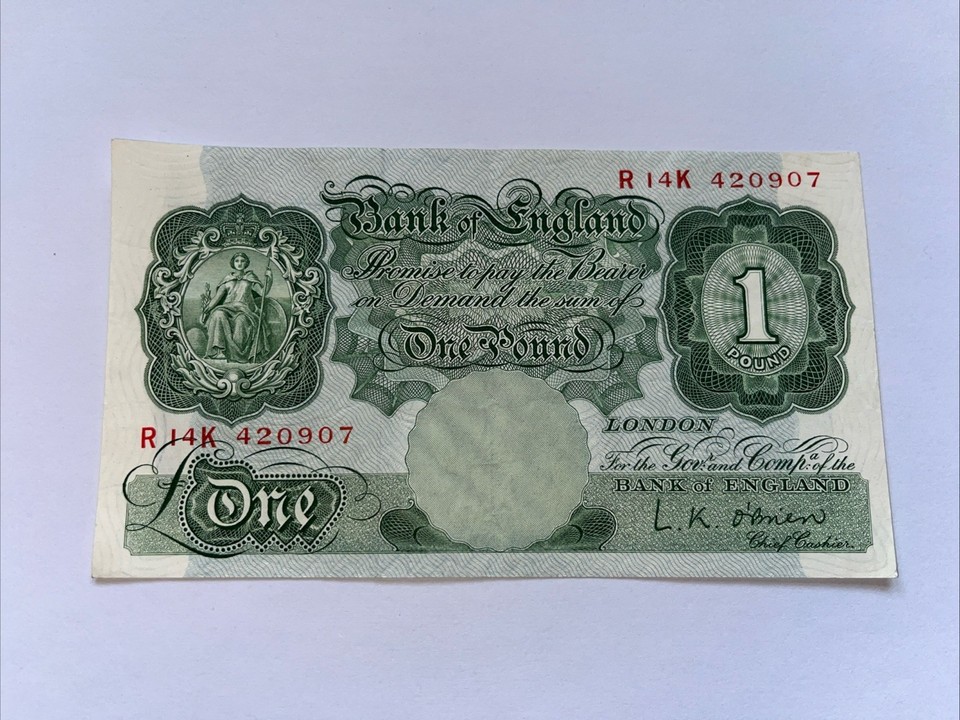 R 14K 420907
Bank of England
Promise to pay the Bearer
on Demand the sum of
One Pound
1
POUND
R 14K 420907
LONDON
For the Govr. and Compa. of the
BANK of ENGLAND
£ One
L. K. O'Brien
Chief Cashier.